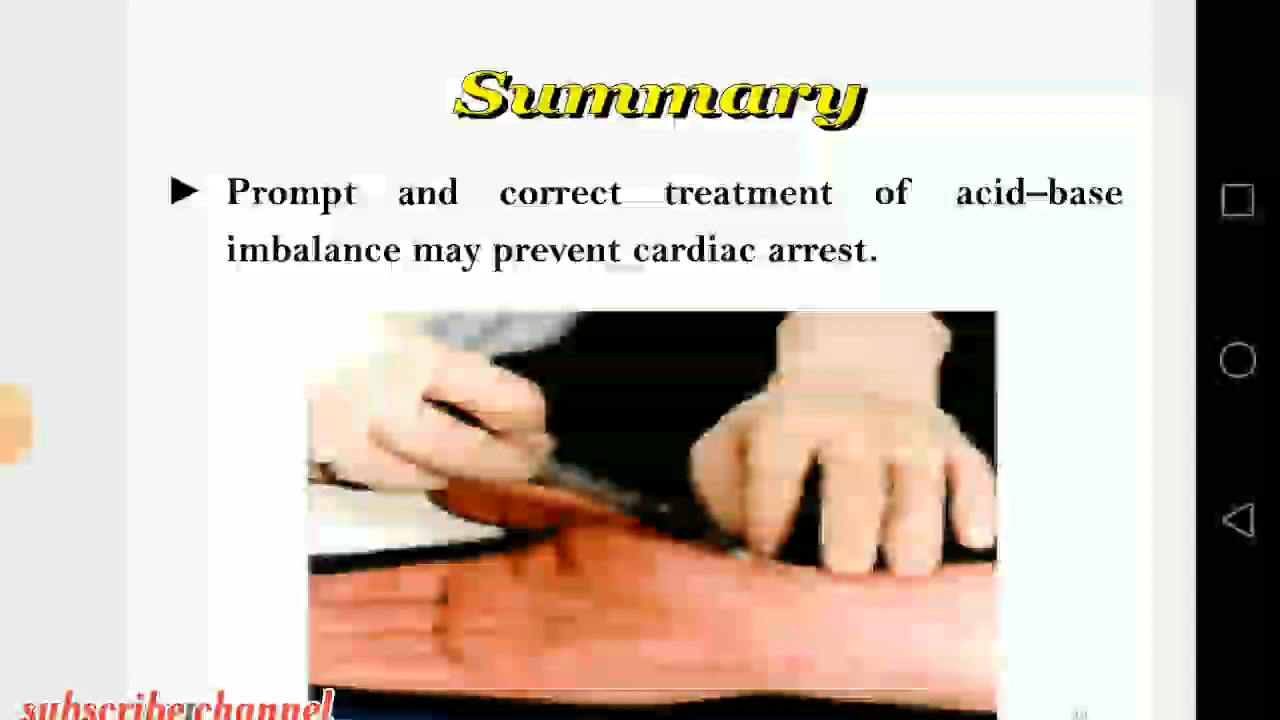 Summary
► Prompt and correct treatment of acid–base
imbalance may prevent cardiac arrest.
subscribe channel